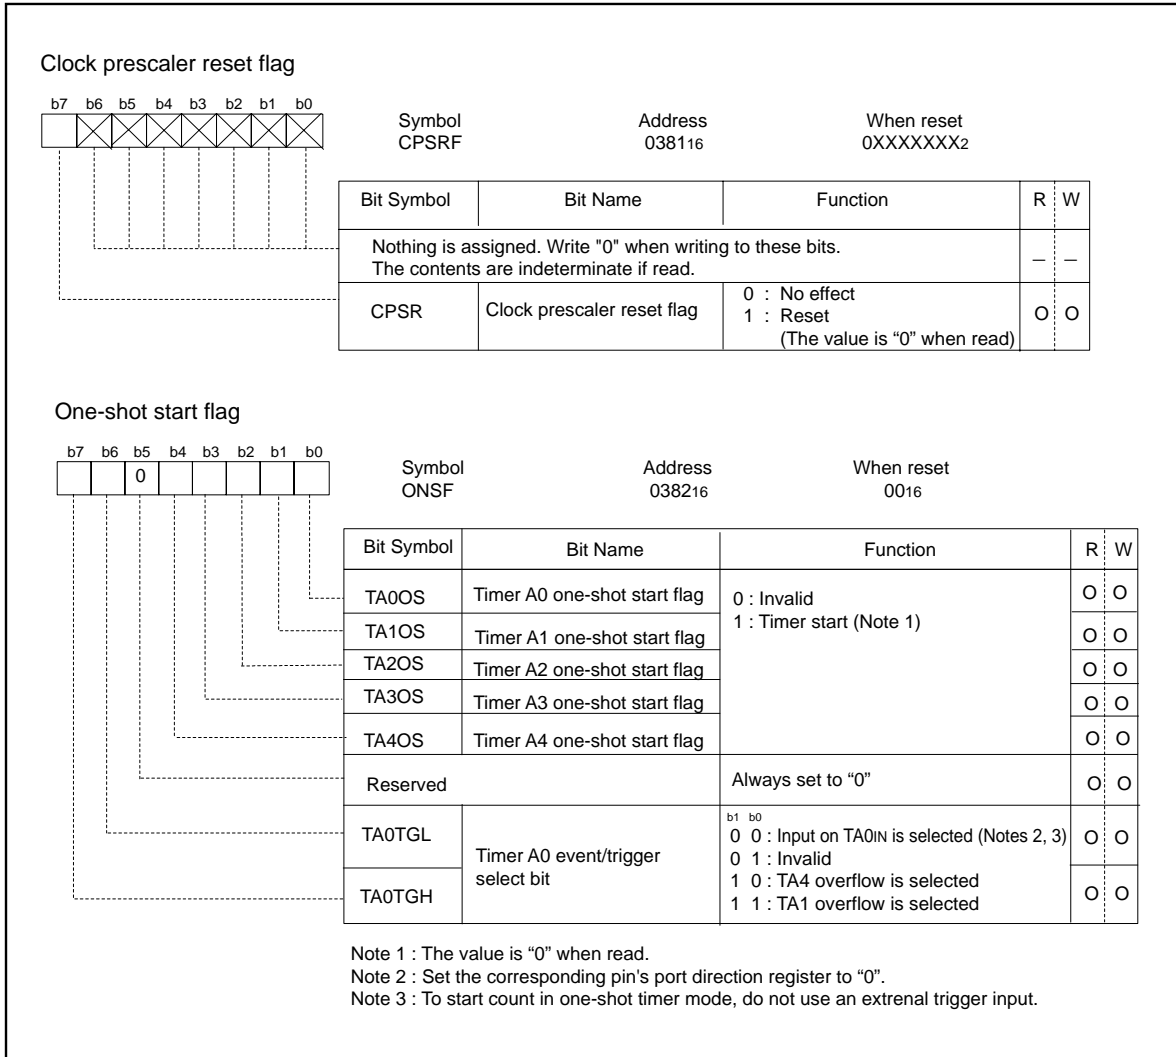 Clock prescaler reset flag
b7 b6 b5 b4 b3 b2 b1 b0
Symbol Address When reset
CPSRF 038116 0XXXXXXX2
Bit Symbol Bit Name Function R W
Nothing is assigned. Write "0" when writing to these bits.
The contents are indeterminate if read. – –
CPSR Clock prescaler reset flag 0 : No effect
1 : Reset O O
(The value is “0” when read)
One-shot start flag
b7 b6 b5 b4 b3 b2 b1 b0
0
Symbol Address When reset
ONSF 038216 0016
Bit Symbol Bit Name Function R W
TA0OS Timer A0 one-shot start flag 0 : Invalid O O
1 : Timer start (Note 1)
TA1OS Timer A1 one-shot start flag O O
TA2OS Timer A2 one-shot start flag O O
TA3OS Timer A3 one-shot start flag O O
TA4OS Timer A4 one-shot start flag O O
Reserved Always set to “0” O O
b1 b0
TA0TGL 0 0 : Input on TA0IN is selected (Notes 2, 3) O O
Timer A0 event/trigger 0 1 : Invalid
select bit 1 0 : TA4 overflow is selected
TA0TGH 1 1 : TA1 overflow is selected O O
Note 1 : The value is “0” when read.
Note 2 : Set the corresponding pin's port direction register to “0”.
Note 3 : To start count in one-shot timer mode, do not use an extrenal trigger input.